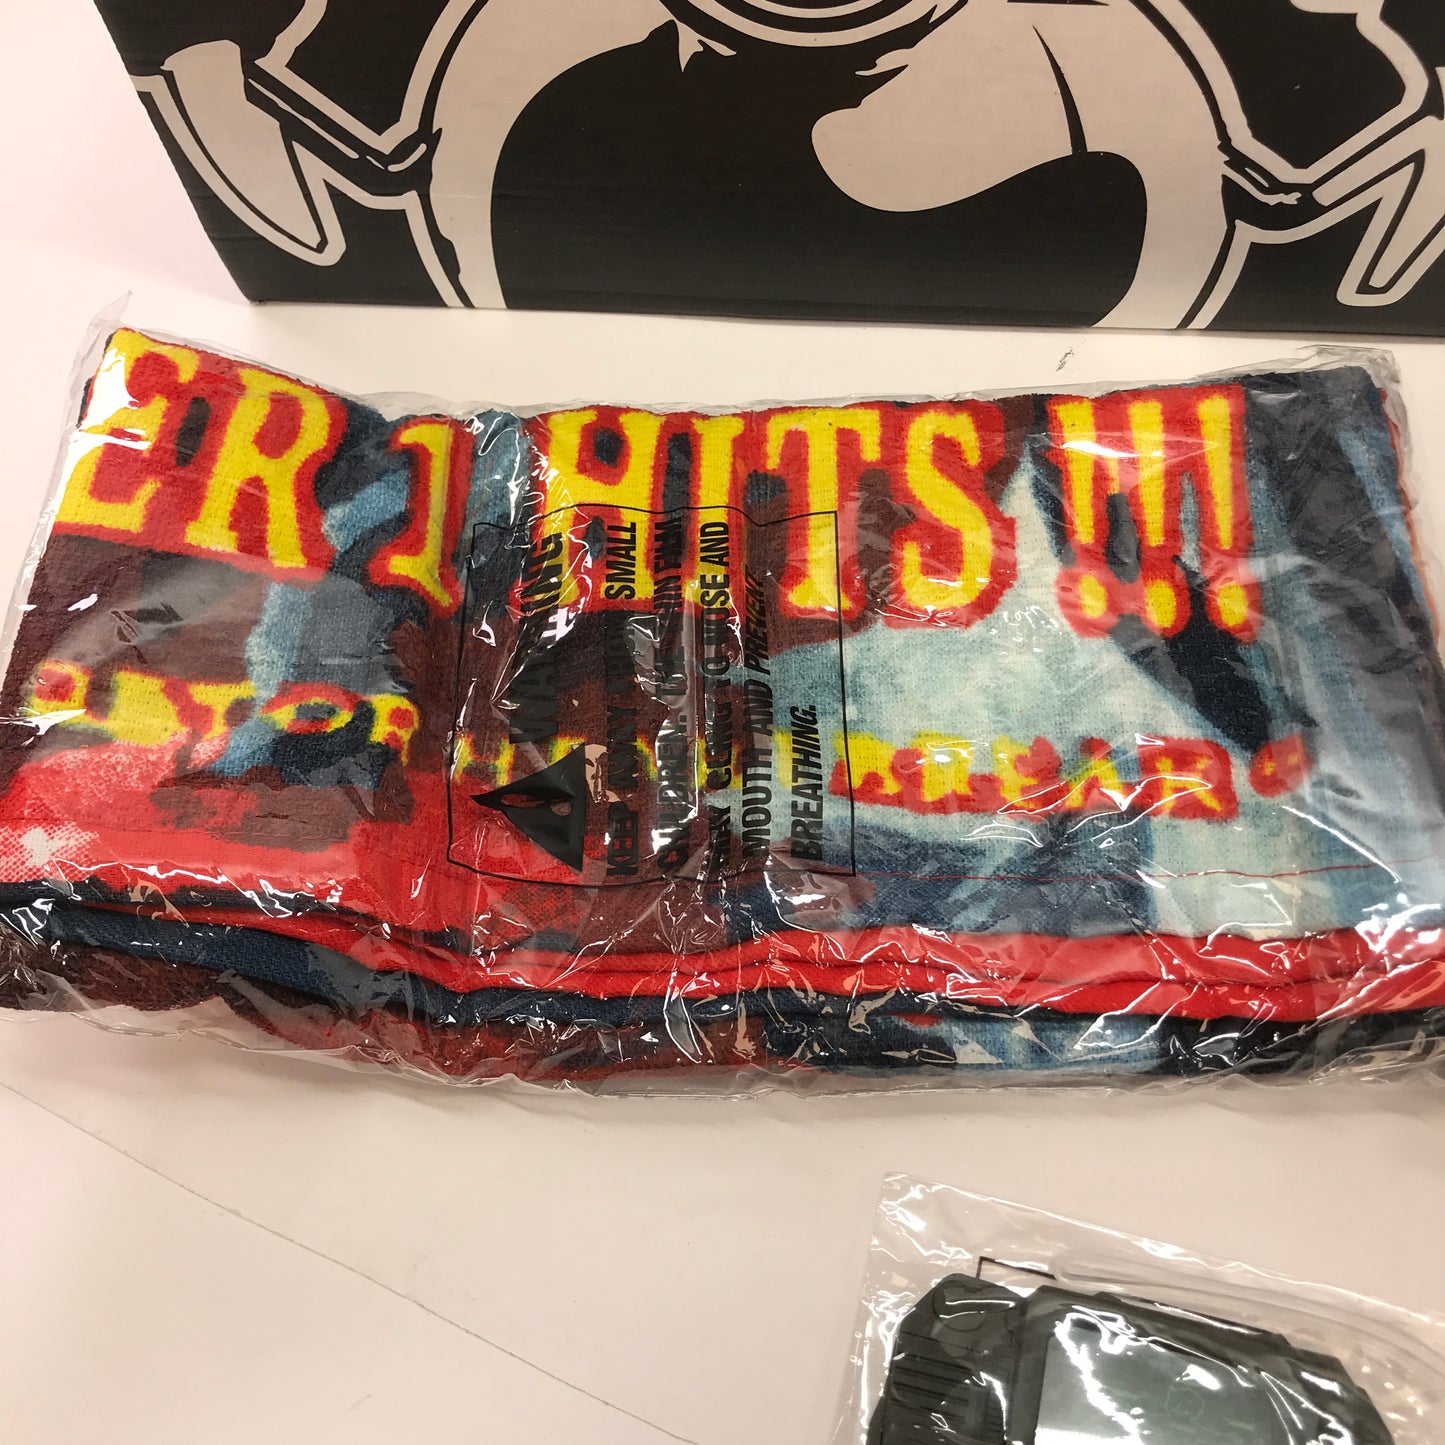 ER 1 HITS!!!
WARNING
KEEP AWAY FROM SMALL
CHILDREN. THE THIN FILM
MAY CLING TO NOSE AND
MOUTH AND PREVENT
BREATHING.